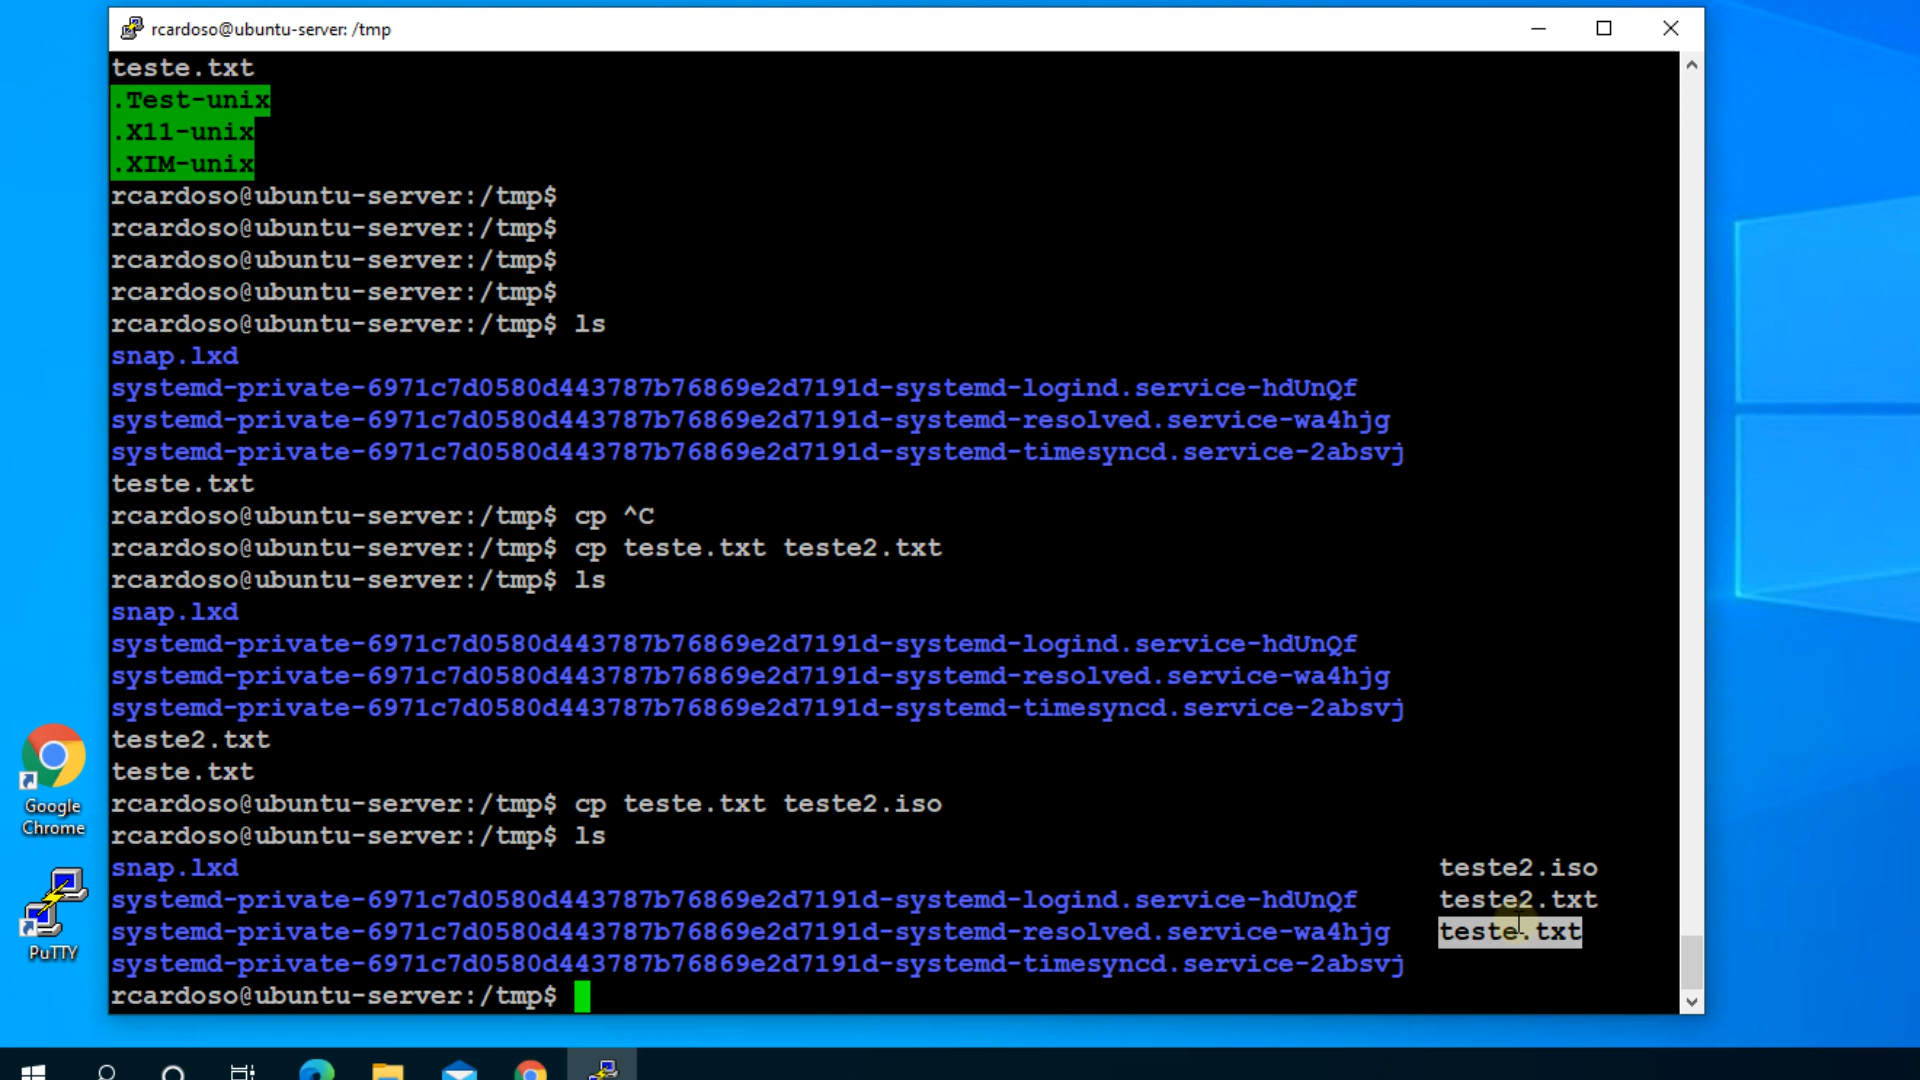 rcardoso@ubuntu-server: /tmp
teste.txt
.Test-unix
.X11-unix
.XIM-unix
rcardoso@ubuntu-server:/tmp$
rcardoso@ubuntu-server:/tmp$
rcardoso@ubuntu-server:/tmp$
rcardoso@ubuntu-server:/tmp$
rcardoso@ubuntu-server:/tmp$ ls
snap.lxd
systemd-private-6971c7d0580d443787b76869e2d7191d-systemd-logind.service-hdUnQf
systemd-private-6971c7d0580d443787b76869e2d7191d-systemd-resolved.service-wa4hjg
systemd-private-6971c7d0580d443787b76869e2d7191d-systemd-timesyncd.service-2absvj
teste.txt
rcardoso@ubuntu-server:/tmp$ cp ^C
rcardoso@ubuntu-server:/tmp$ cp teste.txt teste2.txt
rcardoso@ubuntu-server:/tmp$ ls
snap.lxd
systemd-private-6971c7d0580d443787b76869e2d7191d-systemd-logind.service-hdUnQf
systemd-private-6971c7d0580d443787b76869e2d7191d-systemd-resolved.service-wa4hjg
systemd-private-6971c7d0580d443787b76869e2d7191d-systemd-timesyncd.service-2absvj
teste2.txt
teste.txt
rcardoso@ubuntu-server:/tmp$ cp teste.txt teste2.iso
rcardoso@ubuntu-server:/tmp$ ls
snap.lxd teste2.iso
systemd-private-6971c7d0580d443787b76869e2d7191d-systemd-logind.service-hdUnQf teste2.txt
systemd-private-6971c7d0580d443787b76869e2d7191d-systemd-resolved.service-wa4hjg teste.txt
systemd-private-6971c7d0580d443787b76869e2d7191d-systemd-timesyncd.service-2absvj
rcardoso@ubuntu-server:/tmp$
Google
Chrome
PuTTY